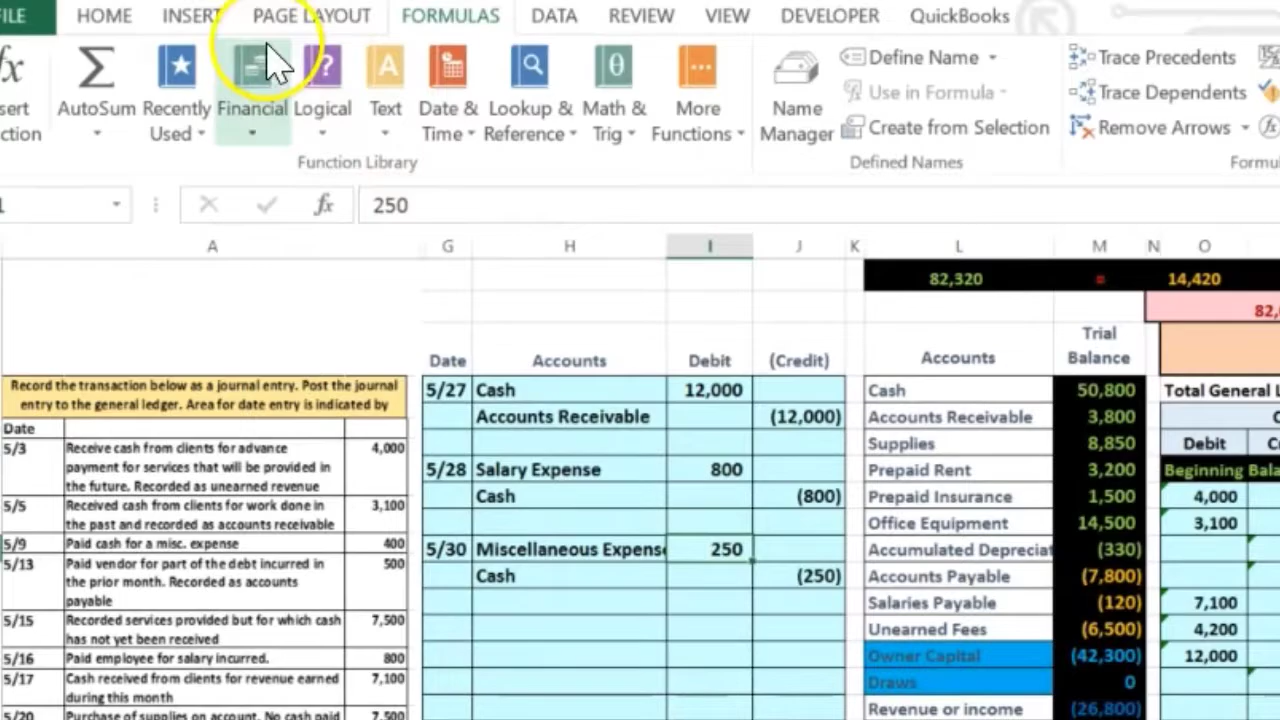 FILE HOME INSERT PAGE LAYOUT FORMULAS DATA REVIEW VIEW DEVELOPER QuickBooks
fx Σ ? A θ
sert AutoSum Recently Financial Logical Text Date & Lookup & Math & More
ction Used Time Reference Trig Functions
Function Library
Name
Manager
Define Name
Use in Formula
Create from Selection
Defined Names
Trace Precedents
Trace Dependents
Remove Arrows
Formu
fx 250
A G H I J K L M N O
82,320 = 14,420
82,
Date Accounts Debit (Credit) Accounts Trial
Balance
Record the transaction below as a journal entry. Post the journal
entry to the general ledger. Area for date entry is indicated by
Date
5/3 Receive cash from clients for advance 4,000
payment for services that will be provided in
the future. Recorded as unearned revenue
5/5 Received cash from clients for work done in 3,100
the past and recorded as accounts receivable
5/9 Paid cash for a misc. expense 400
5/13 Paid vendor for part of the debt incurred in 500
the prior month. Recorded as accounts
payable
5/15 Recorded services provided but for which cash 7,500
has not yet been received
5/16 Paid employee for salary incurred. 800
5/17 Cash received from clients for revenue earned 7,100
during this month
5/20 Purchase of supplies on account. No cash paid 7,500
5/27 Cash 12,000
Accounts Receivable (12,000)
5/28 Salary Expense 800
Cash (800)
5/30 Miscellaneous Expens 250
Cash (250)
Cash 50,800
Accounts Receivable 3,800
Supplies 8,850
Prepaid Rent 3,200
Prepaid Insurance 1,500
Office Equipment 14,500
Accumulated Depreciat (330)
Accounts Payable (7,800)
Salaries Payable (120)
Unearned Fees (6,500)
Owner Capital (42,300)
Draws 0
Revenue or income (26,800)
Total General L
C
Debit C
Beginning Bala
4,000
3,100
7,100
4,200
12,000